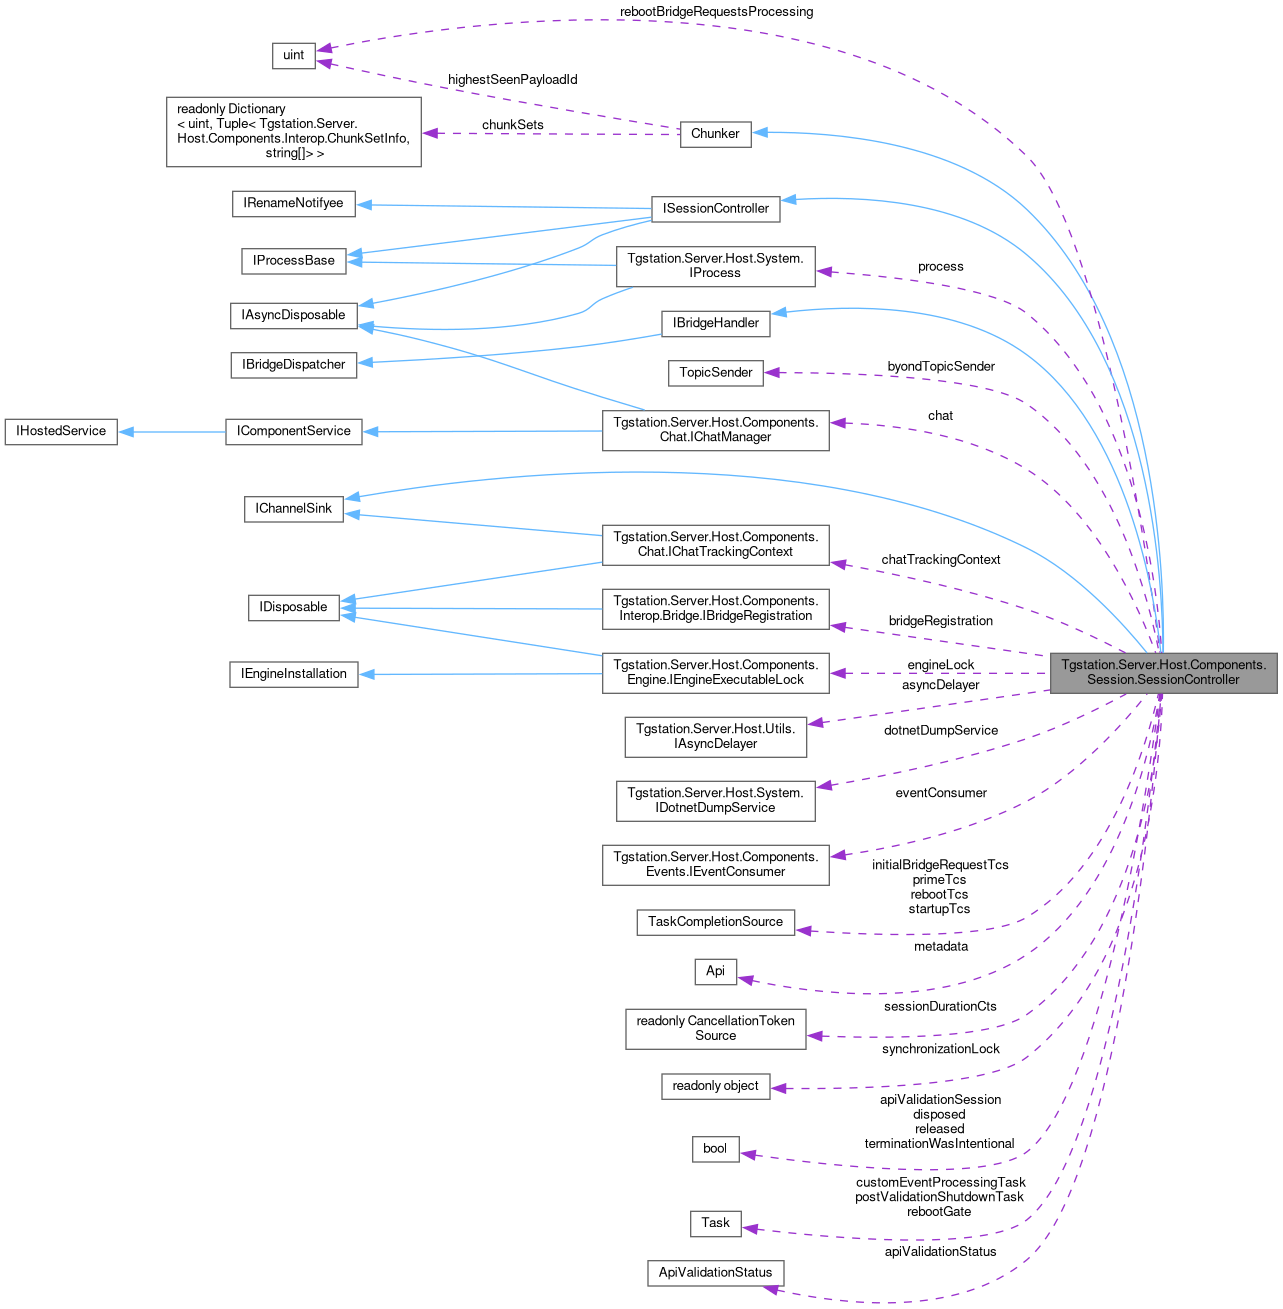 rebootBridgeRequestsProcessing
uint
highestSeenPayloadId
readonly Dictionary
< uint, Tuple< Tgstation.Server.
Host.Components.Interop.ChunkSetInfo,
string[]> >
chunkSets
Chunker
IRenameNotifyee
ISessionController
IProcessBase
Tgstation.Server.Host.System.
IProcess
process
IAsyncDisposable
IBridgeHandler
IBridgeDispatcher
TopicSender
byondTopicSender
IHostedService
IComponentService
Tgstation.Server.Host.Components.
Chat.IChatManager
chat
IChannelSink
Tgstation.Server.Host.Components.
Chat.IChatTrackingContext
chatTrackingContext
IDisposable
Tgstation.Server.Host.Components.
Interop.Bridge.IBridgeRegistration
bridgeRegistration
IEngineInstallation
Tgstation.Server.Host.Components.
Engine.IEngineExecutableLock
engineLock
Tgstation.Server.Host.Components.
Session.SessionController
asyncDelayer
Tgstation.Server.Host.Utils.
IAsyncDelayer
dotnetDumpService
Tgstation.Server.Host.System.
IDotnetDumpService
eventConsumer
Tgstation.Server.Host.Components.
Events.IEventConsumer
initialBridgeRequestTcs
primeTcs
rebootTcs
startupTcs
TaskCompletionSource
metadata
Api
sessionDurationCts
readonly CancellationToken
Source
synchronizationLock
readonly object
apiValidationSession
disposed
released
terminationWasIntentional
bool
customEventProcessingTask
postValidationShutdownTask
rebootGate
Task
apiValidationStatus
ApiValidationStatus